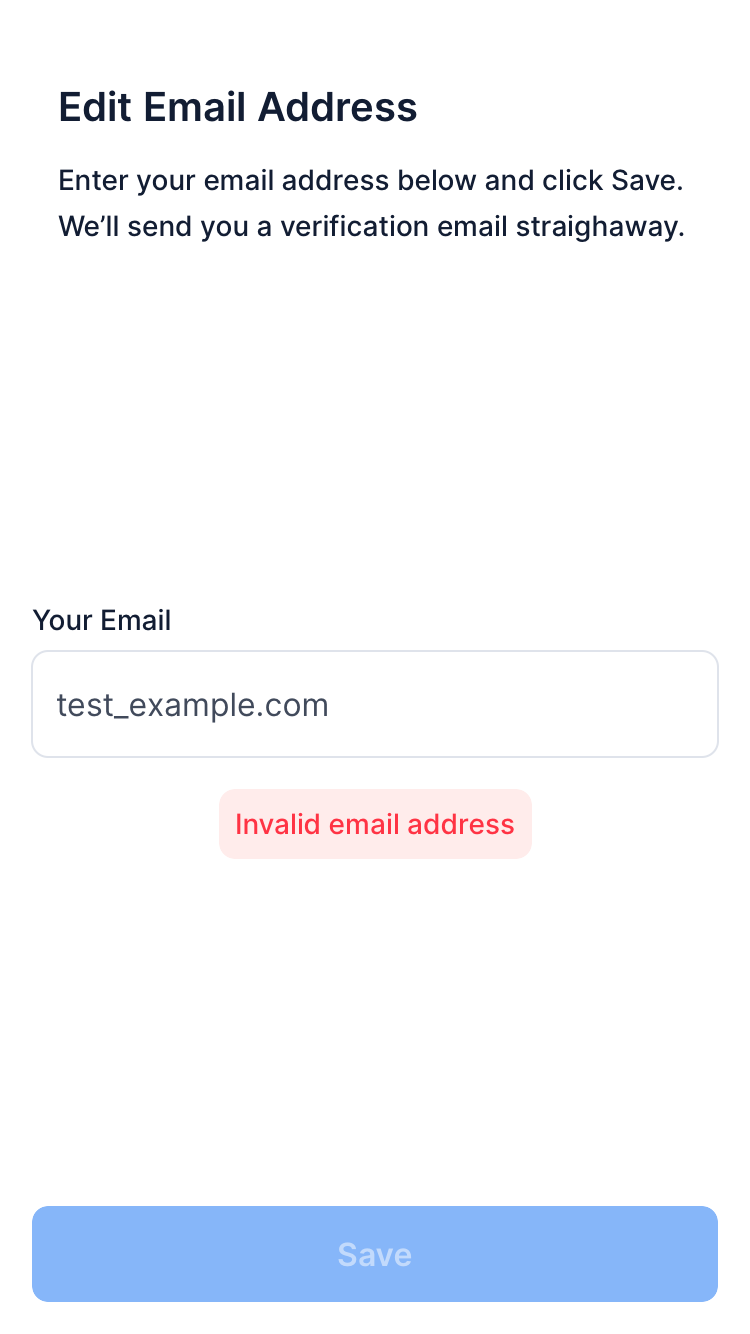 Edit Email Address
Enter your email address below and click Save.
We’ll send you a verification email straighaway.
Your Email
test_example.com
Invalid email address
Save